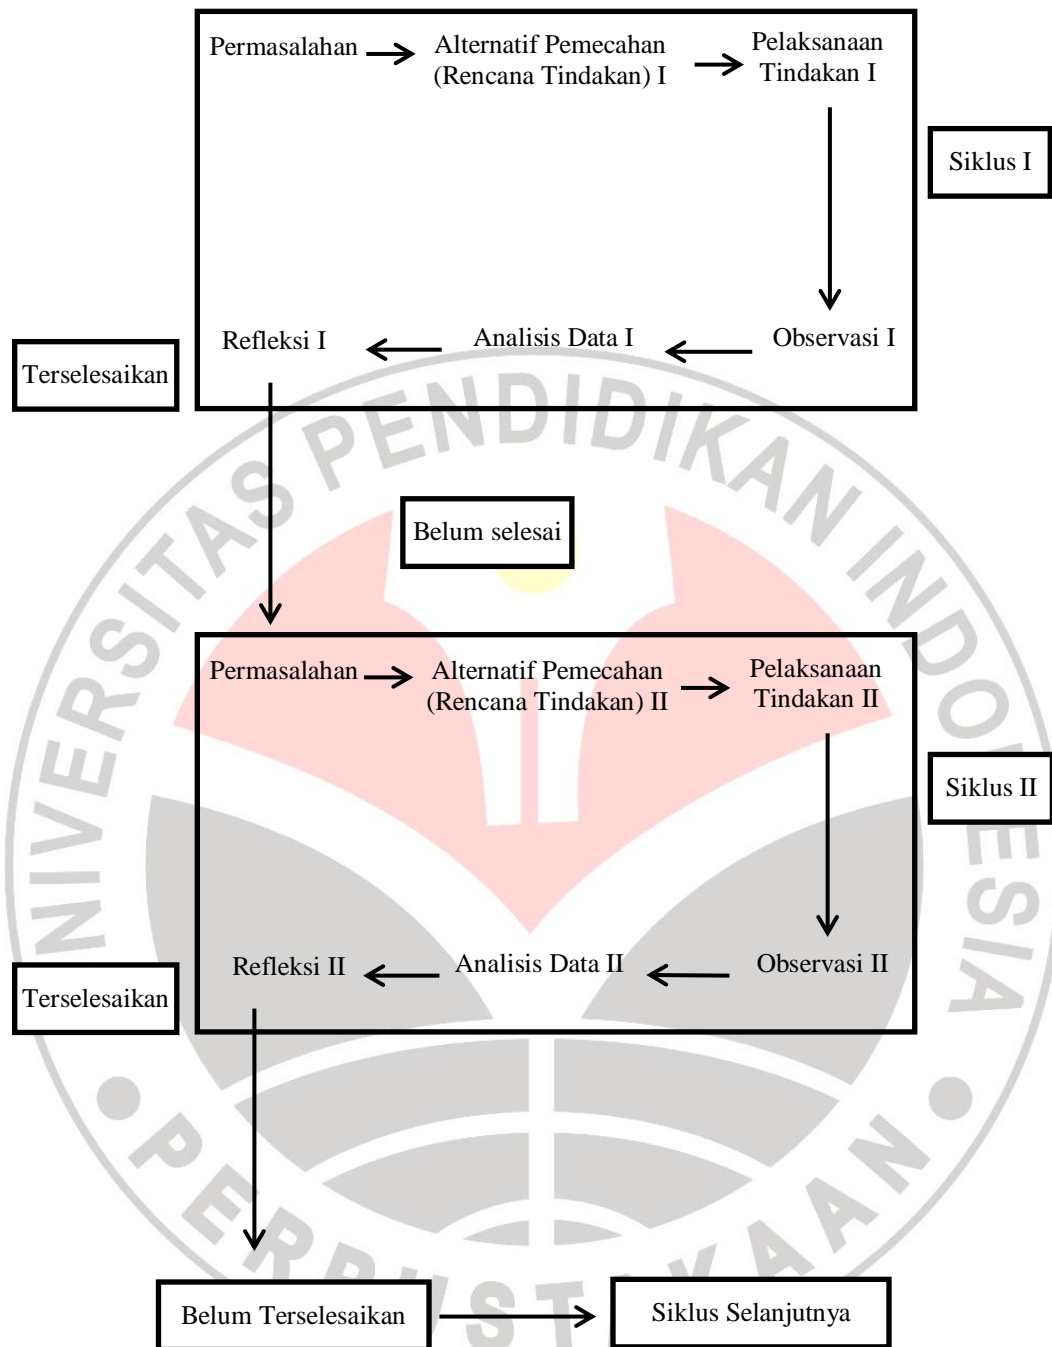 Permasalahan
Alternatif Pemecahan
(Rencana Tindakan) I
Pelaksanaan
Tindakan I
Siklus I
Refleksi I
Analisis Data I
Observasi I
Terselesaikan
Belum selesai
Permasalahan
Alternatif Pemecahan
(Rencana Tindakan) II
Pelaksanaan
Tindakan II
Siklus II
Refleksi II
Analisis Data II
Observasi II
Terselesaikan
Belum Terselesaikan
Siklus Selanjutnya
UNIVERSITAS PENDIDIKAN INDONESIA
PERPUSTAKAAN